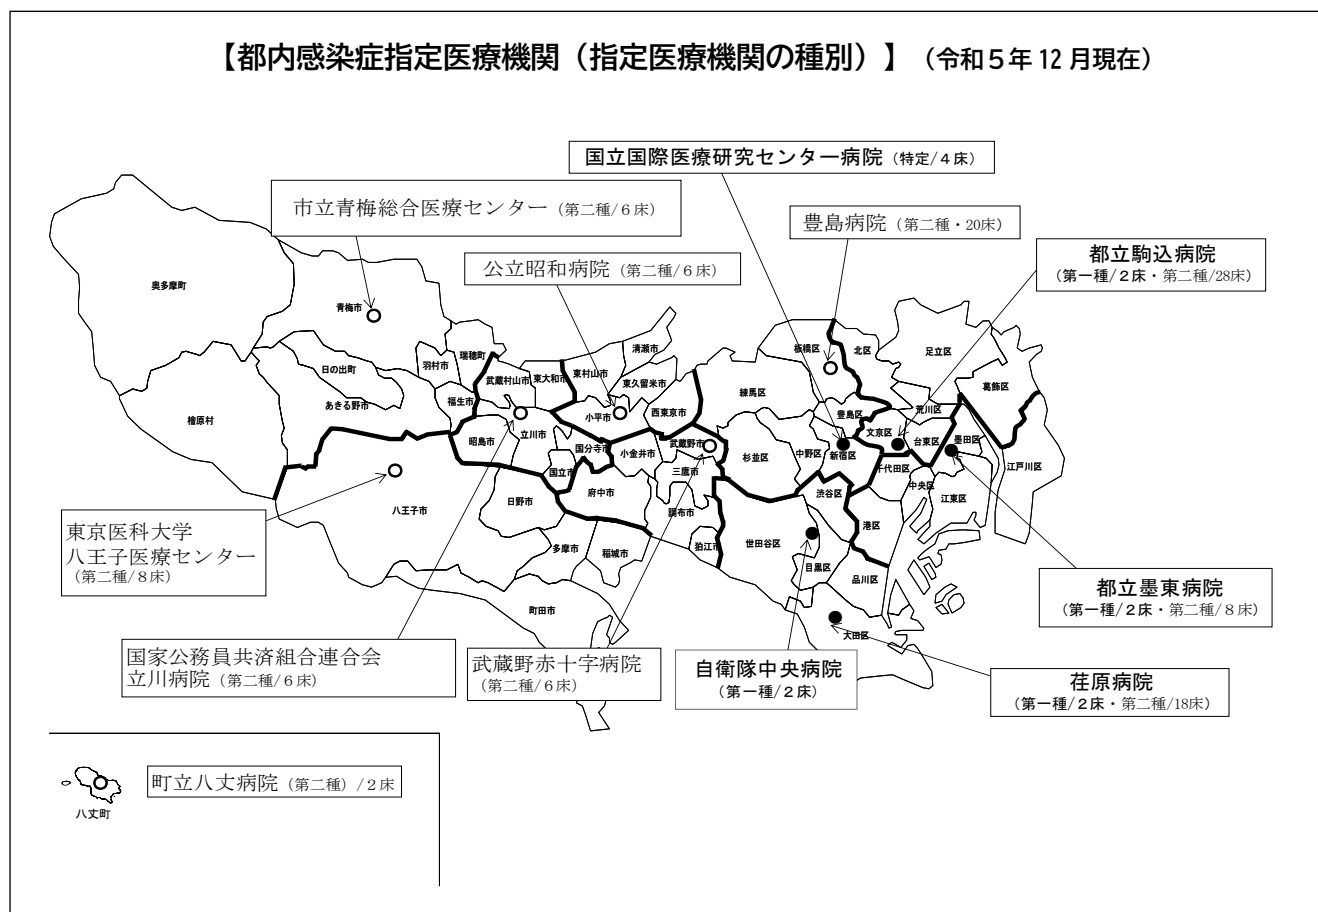 【都内感染症指定医療機関（指定医療機関の種別）】（令和５年 12 月現在）
国立国際医療研究センター病院（特定/４床）
市立青梅総合医療センター（第二種/６床）
豊島病院（第二種・20床）
公立昭和病院（第二種/６床）
都立駒込病院
（第一種/２床・第二種/28床）
奥多摩町
青梅市
瑞穂町
羽村市
日の出町
あきる野市
福生市
檜原村
武蔵村山市
東大和市
東村山市
清瀬市
東久留米市
小平市
西東京市
昭島市
立川市
国分寺市
国立市
小金井市
武蔵野市
三鷹市
府中市
調布市
狛江市
日野市
八王子市
多摩市
稲城市
町田市
板橋区
北区
足立区
葛飾区
練馬区
豊島区
荒川区
文京区
台東区
墨田区
杉並区
中野区
新宿区
千代田区
中央区
江東区
江戸川区
渋谷区
港区
世田谷区
目黒区
品川区
大田区
東京医科大学
八王子医療センター
（第二種/８床）
都立墨東病院
（第一種/２床・第二種/８床）
国家公務員共済組合連合会
立川病院（第二種/６床）
武蔵野赤十字病院
（第二種/６床）
自衛隊中央病院
（第一種/２床）
荏原病院
（第一種/２床・第二種/18床）
町立八丈病院（第二種）/２床
八丈町